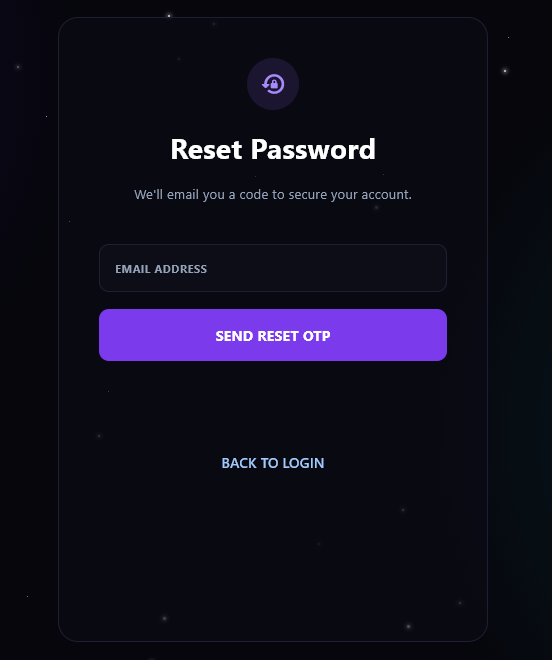 Reset Password
We'll email you a code to secure your account.
EMAIL ADDRESS
SEND RESET OTP
BACK TO LOGIN